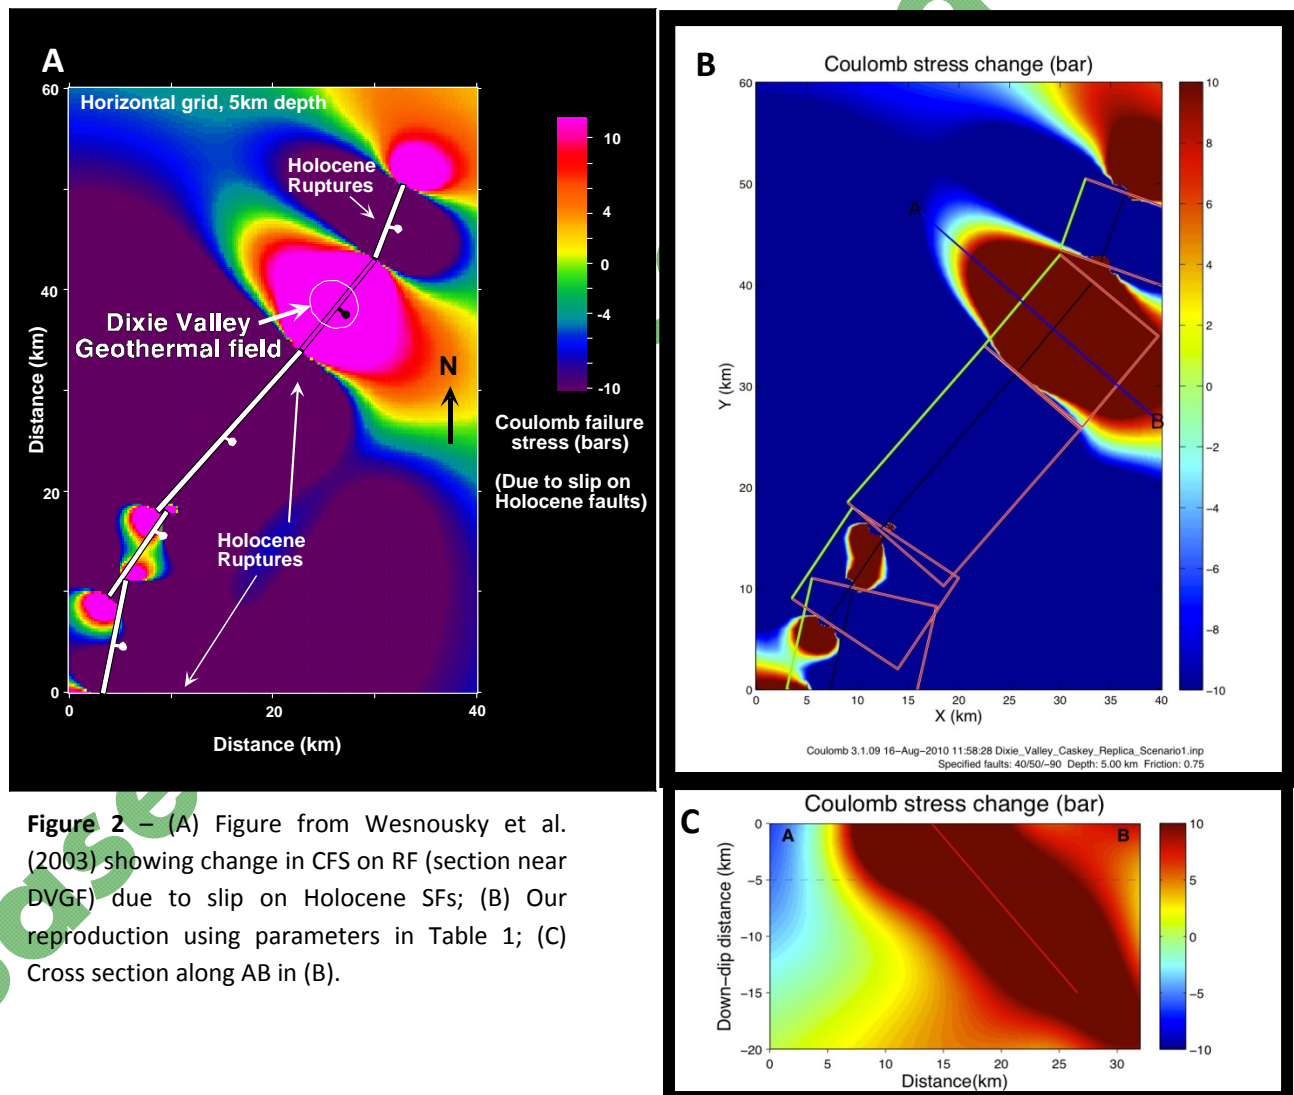 A
Horizontal grid, 5km depth
60
40
20
0
0
20
40
Distance (km)
Distance (km)
Holocene
Ruptures
Dixie Valley
Geothermal field
N
Holocene
Ruptures
10
4
0
-4
-10
Coulomb failure
stress (bars)
(Due to slip on
Holocene faults)
B
Coulomb stress change (bar)
60
50
40
30
20
10
0
0
5
10
15
20
25
30
35
40
Y (km)
X (km)
A
B
10
8
6
4
2
0
−2
−4
−6
−8
−10
Coulomb 3.1.09 16−Aug−2010 11:58:28 Dixie_Valley_Caskey_Replica_Scenario1.inp
Specified faults: 40/50/−90 Depth: 5.00 km Friction: 0.75
C
Coulomb stress change (bar)
A
B
0
−5
−10
−15
−20
0
5
10
15
20
25
30
Down−dip distance (km)
Distance(km)
10
5
0
−5
−10
Figure 2 – (A) Figure from Wesnousky et al.
(2003) showing change in CFS on RF (section near
DVGF) due to slip on Holocene SFs; (B) Our
reproduction using parameters in Table 1; (C)
Cross section along AB in (B).